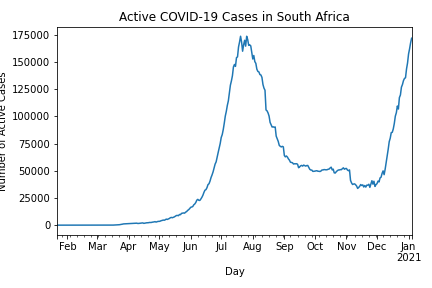 Active COVID-19 Cases in South Africa
175000
150000
125000
100000
75000
50000
25000
0
Number of Active Cases
Feb Mar Apr May Jun Jul Aug Sep Oct Nov Dec Jan
2021
Day